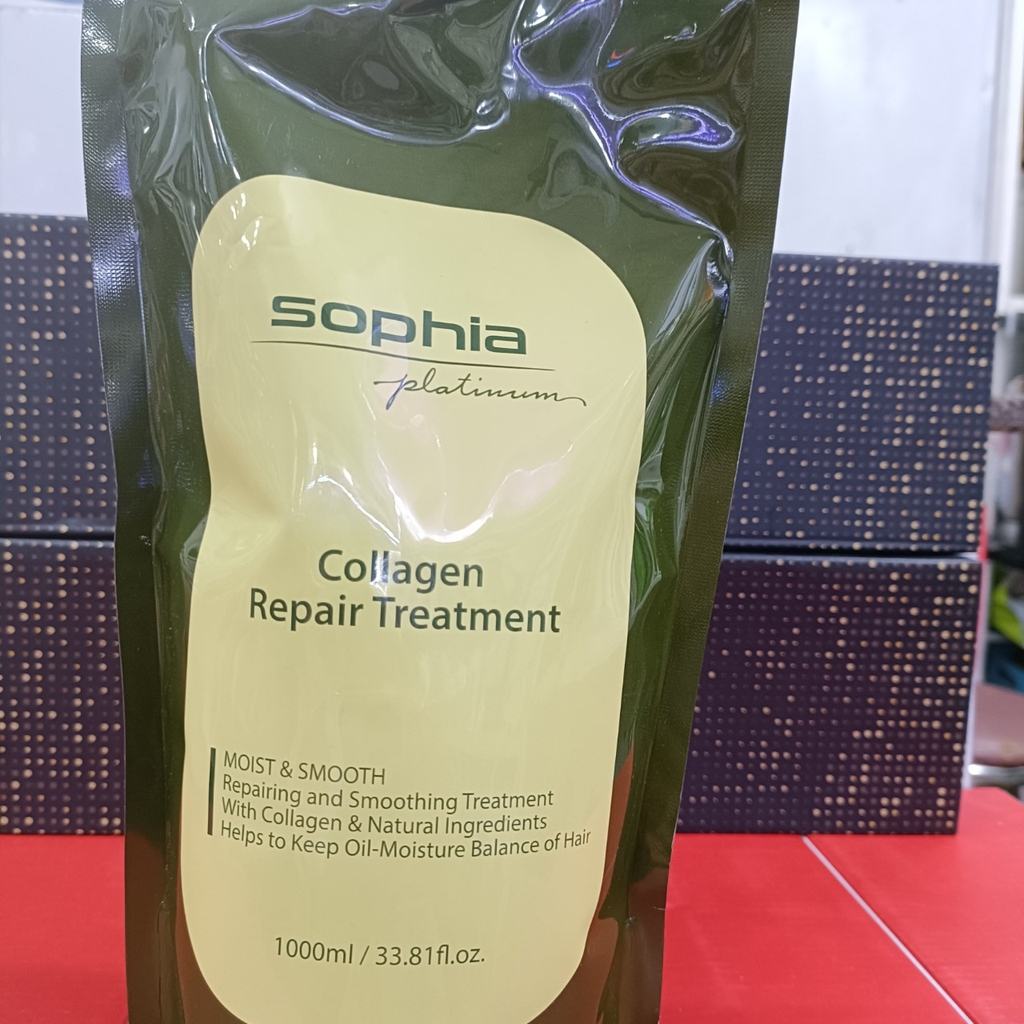 sophia
platinum
Collagen
Repair Treatment
MOIST & SMOOTH
Repairing and Smoothing Treatment
With Collagen & Natural Ingredients
Helps to Keep Oil-Moisture Balance of Hair
1000ml / 33.81fl.oz.